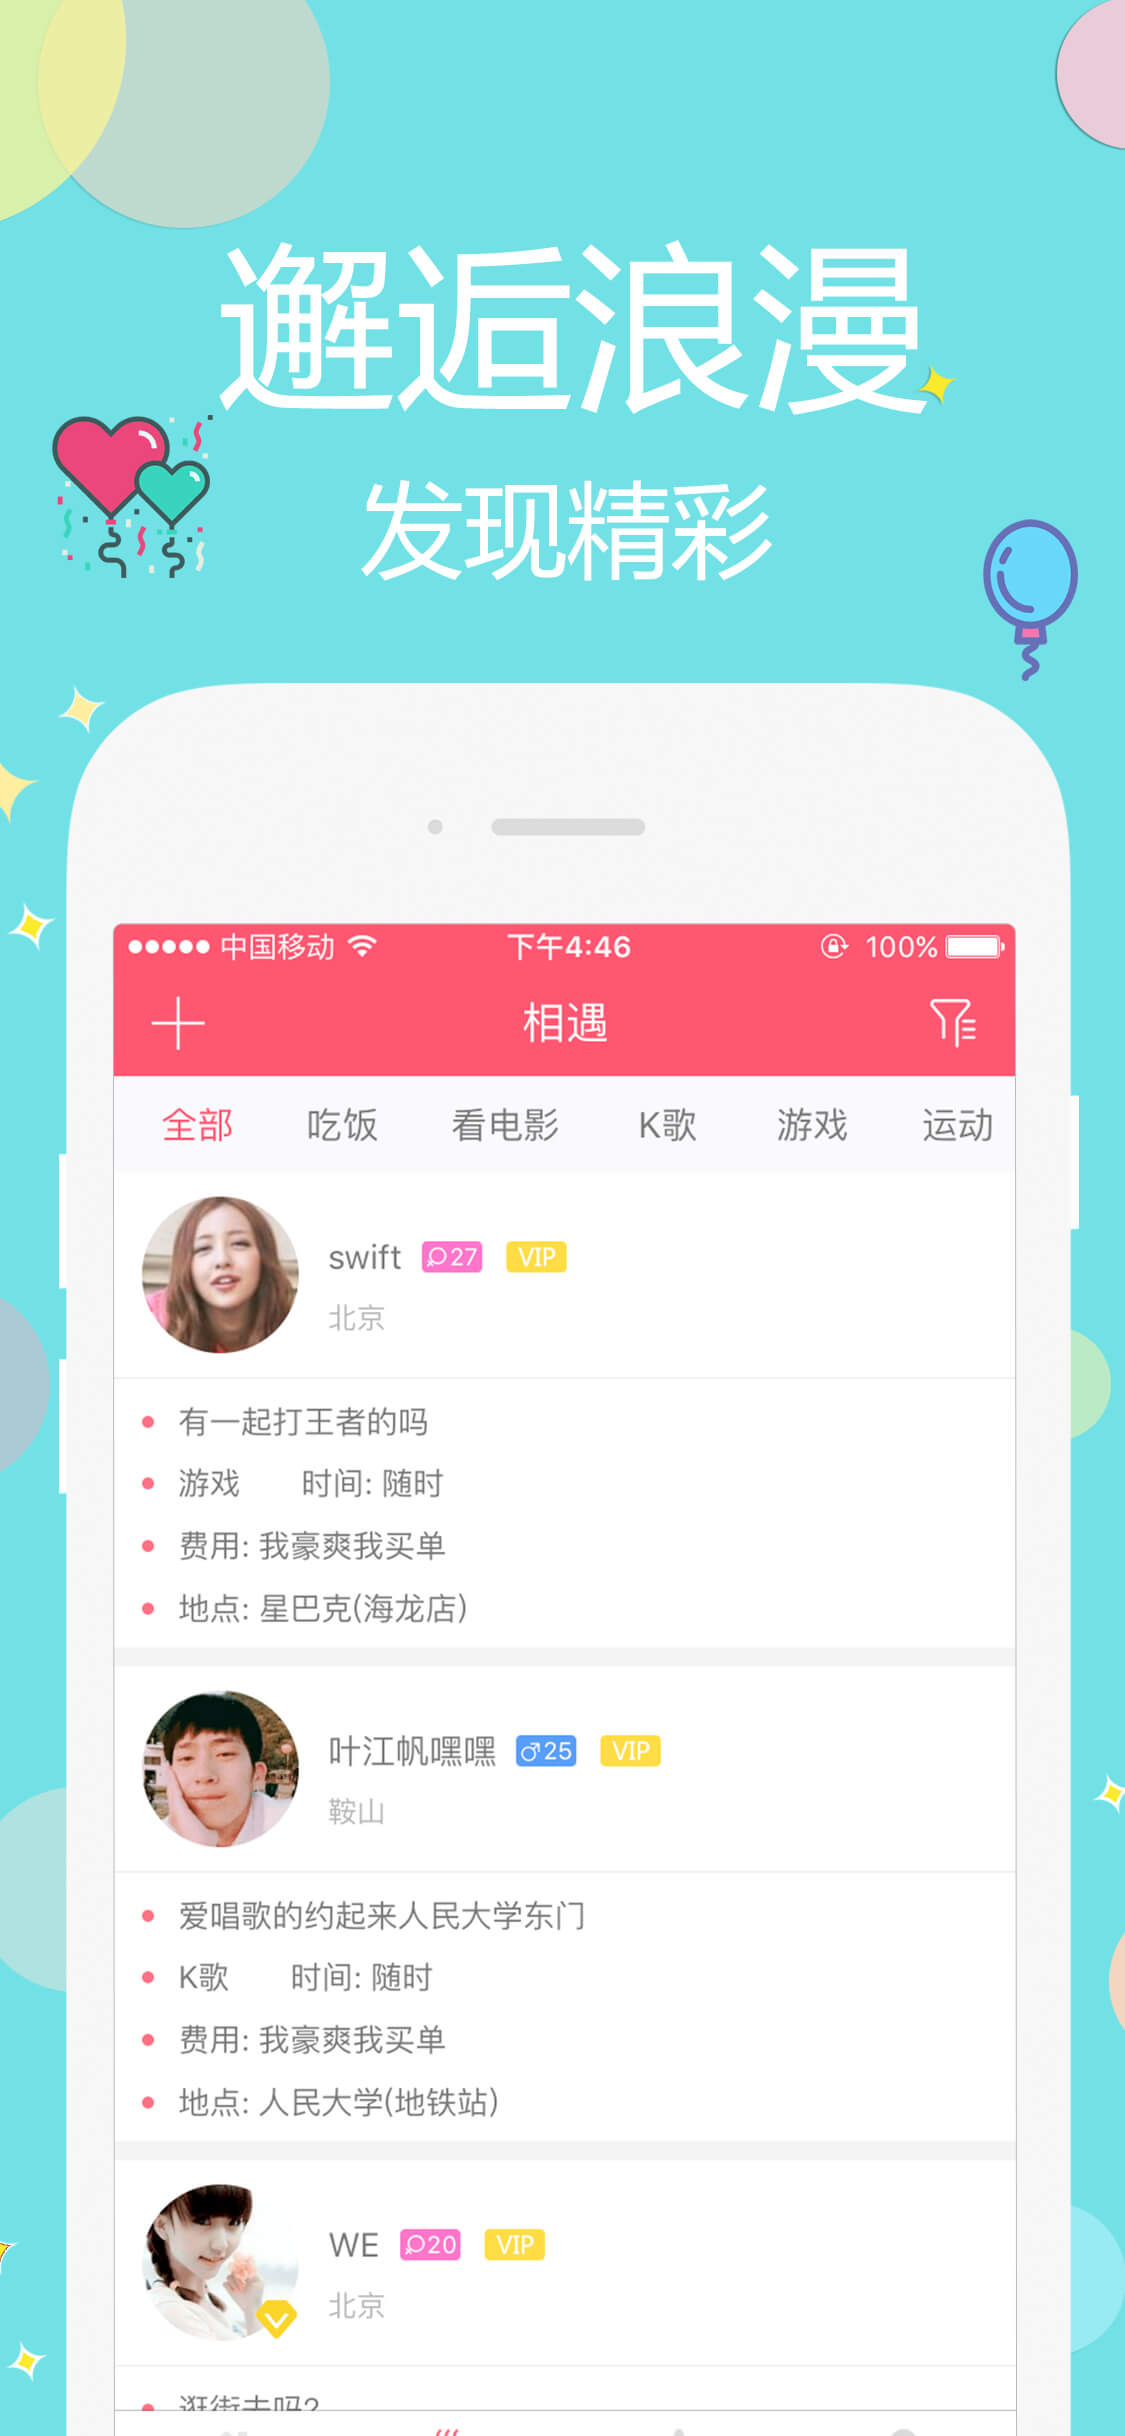 邂逅浪漫
发现精彩
中国移动 下午4:46 100%
相遇
全部 吃饭 看电影 K歌 游戏 运动
swift 27 VIP
北京
有一起打王者的吗
游戏 时间: 随时
费用: 我豪爽我买单
地点: 星巴克(海龙店)
叶江帆嘿嘿 25 VIP
鞍山
爱唱歌的约起来人民大学东门
K歌 时间: 随时
费用: 我豪爽我买单
地点: 人民大学(地铁站)
WE 20 VIP
北京
逛街去吗?